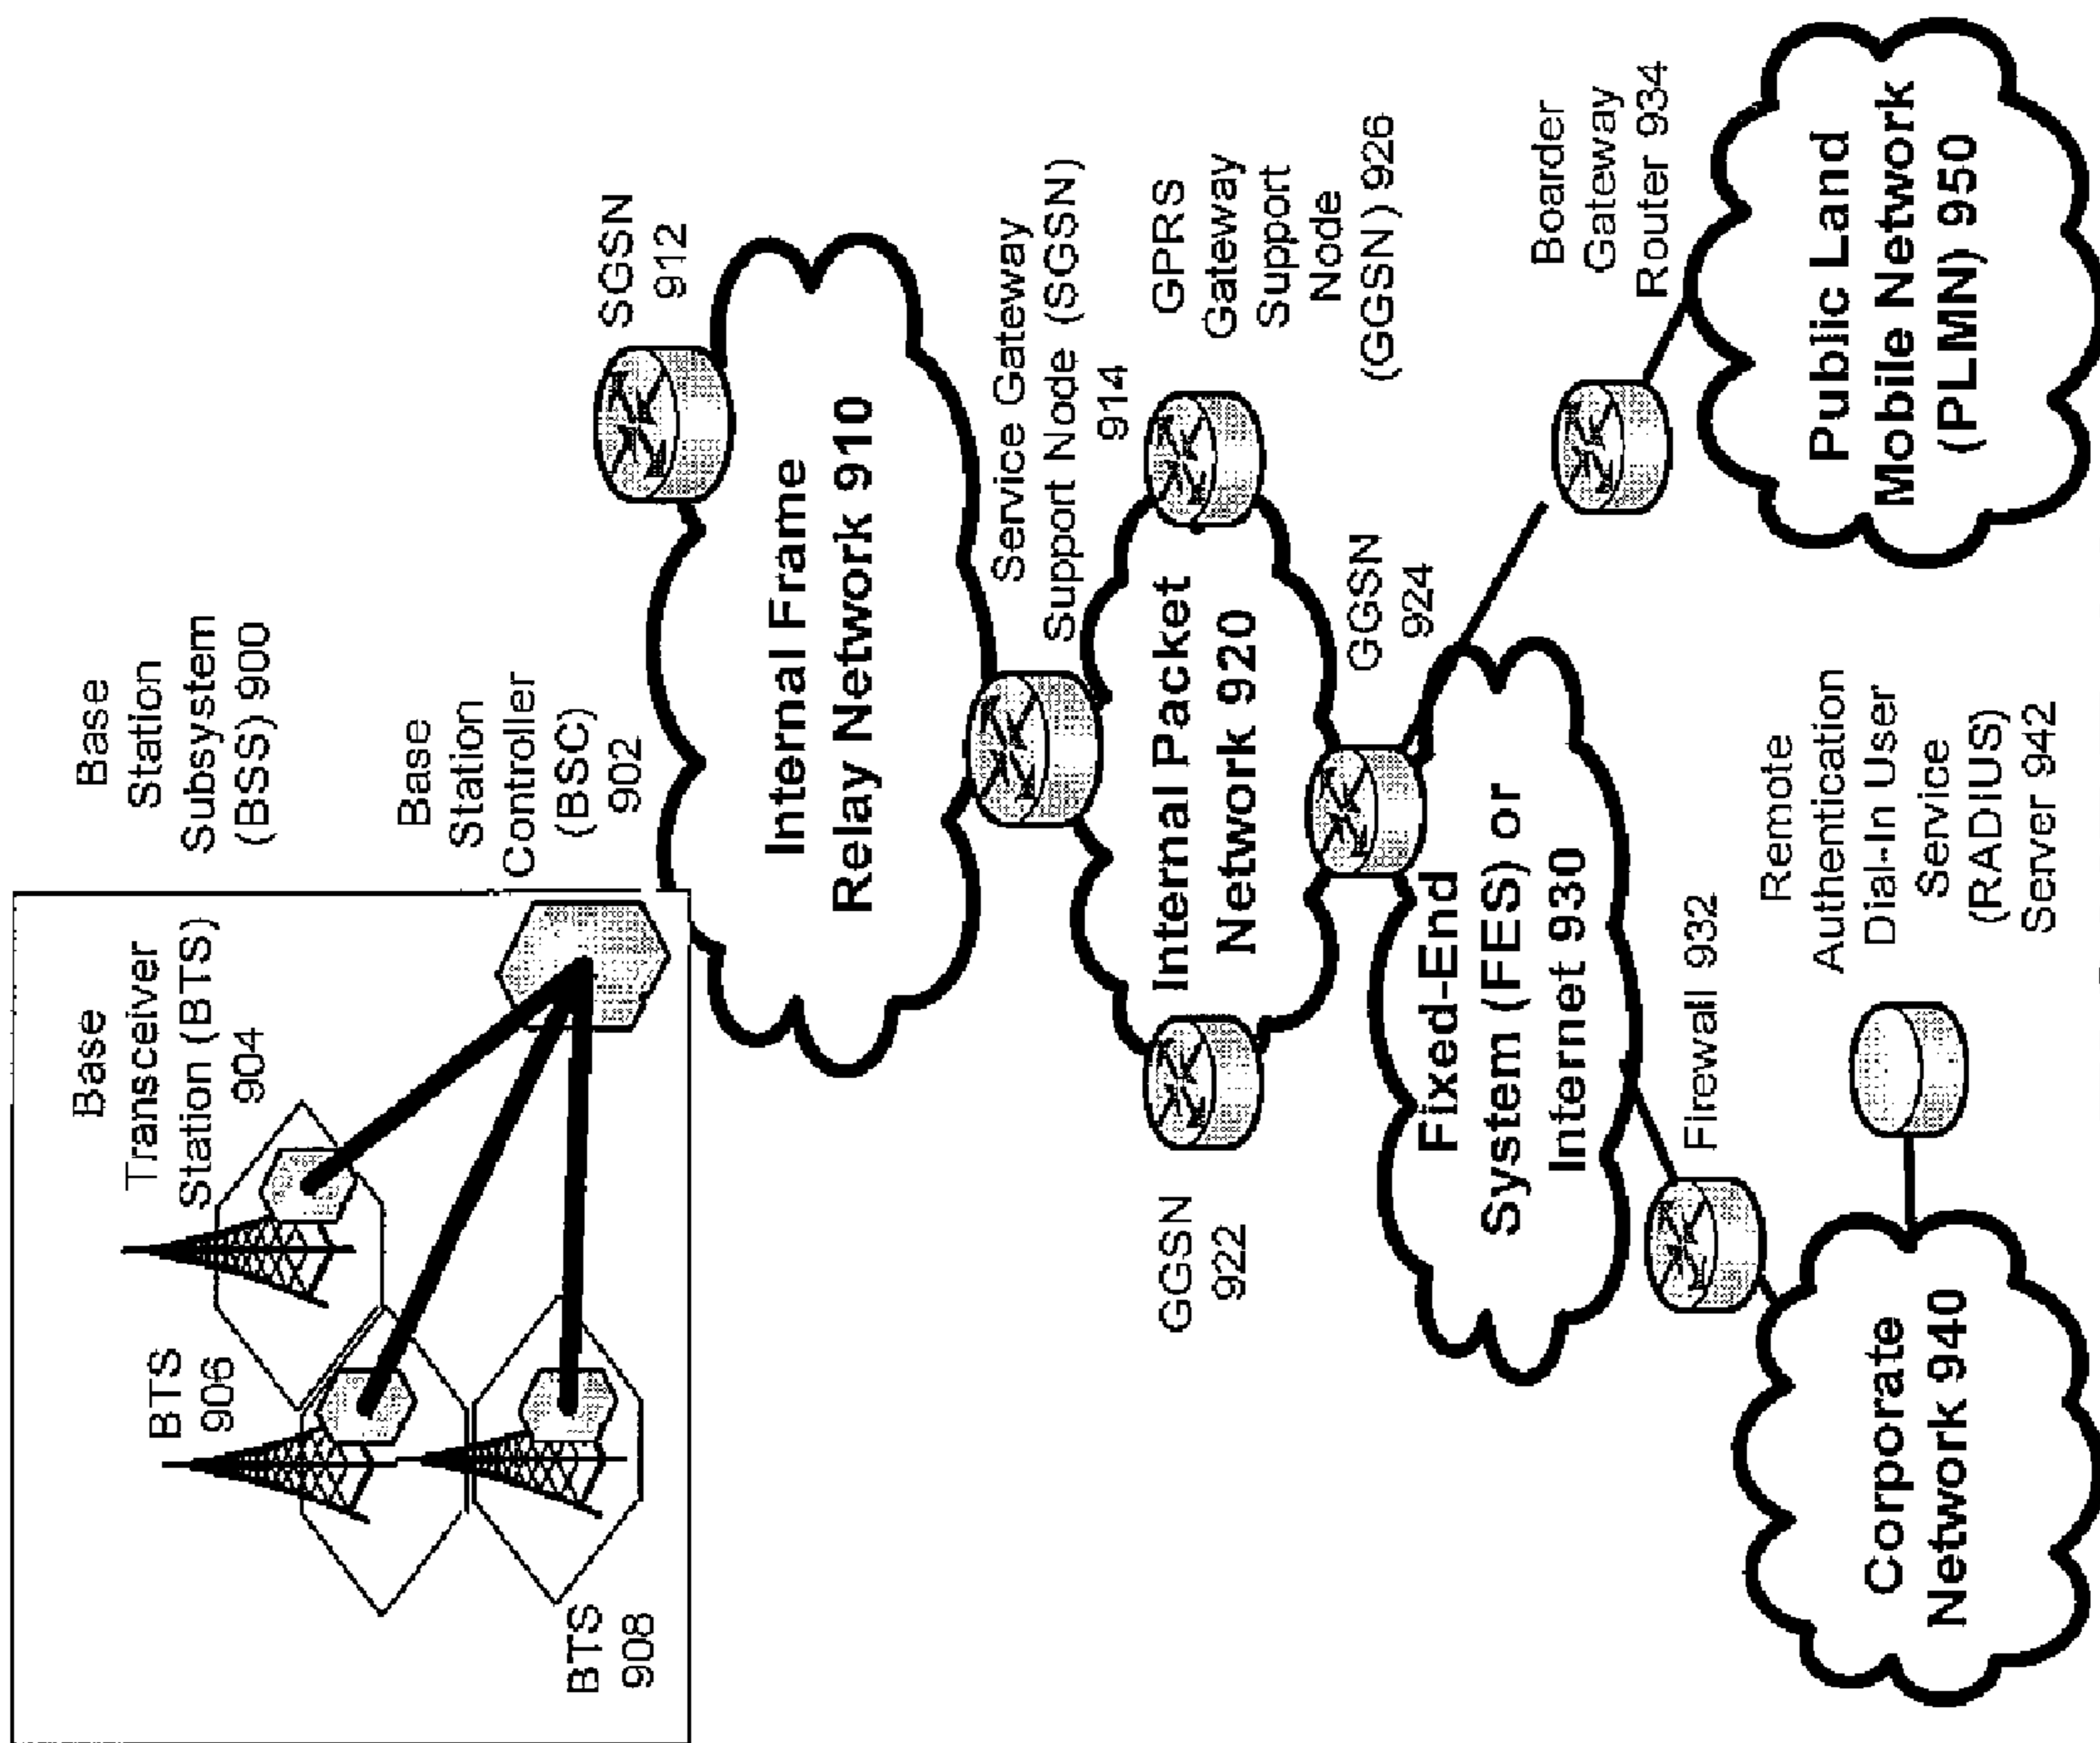 Base
Station
Subsystem
(BSS) 900
Base
Transceiver
Station (BTS)
904
BTS
906
BTS
908
Base
Station
Controller
(BSC)
902
SGSN
912
Internal Frame
Relay Network 910
Service Gateway
Support Node (SGSN)
914
GPRS
Gateway
Support
Node
(GGSN) 926
Internal Packet
Network 920
GGSN
922
GGSN
924
Fixed-End
System (FES) or
Internet 930
Boarder
Gateway
Router 934
Public Land
Mobile Network
(PLMN) 950
Firewall 932
Remote
Authentication
Dial-In User
Service
(RADIUS)
Server 942
Corporate
Network 940